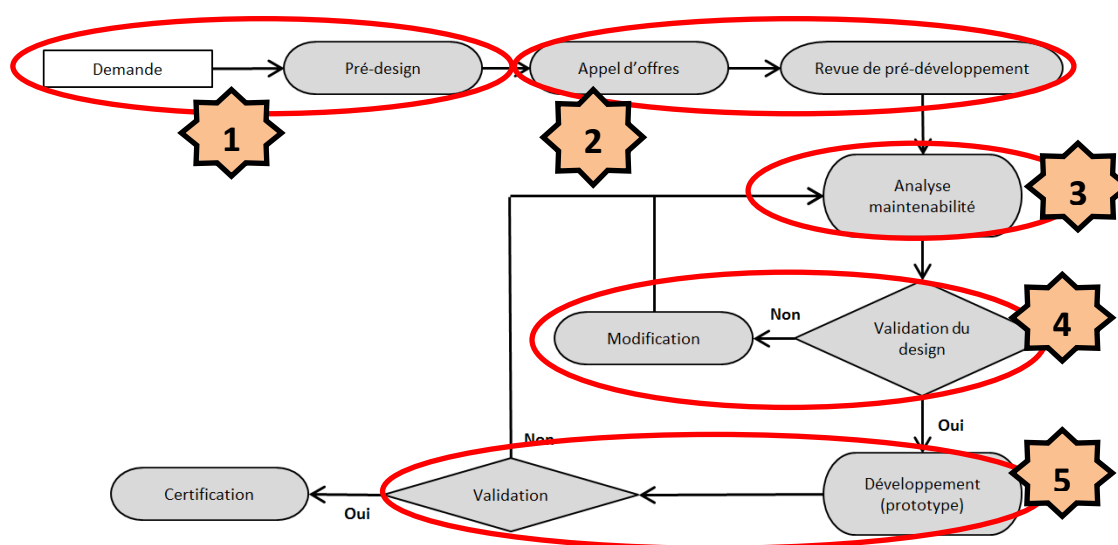 Demande
Pré-design
Appel d'offres
Revue de pré-développement
1
2
Analyse
maintenabilité
3
Modification
Non
Validation du
design
4
Oui
Non
Certification
Oui
Validation
Développement
(prototype)
5